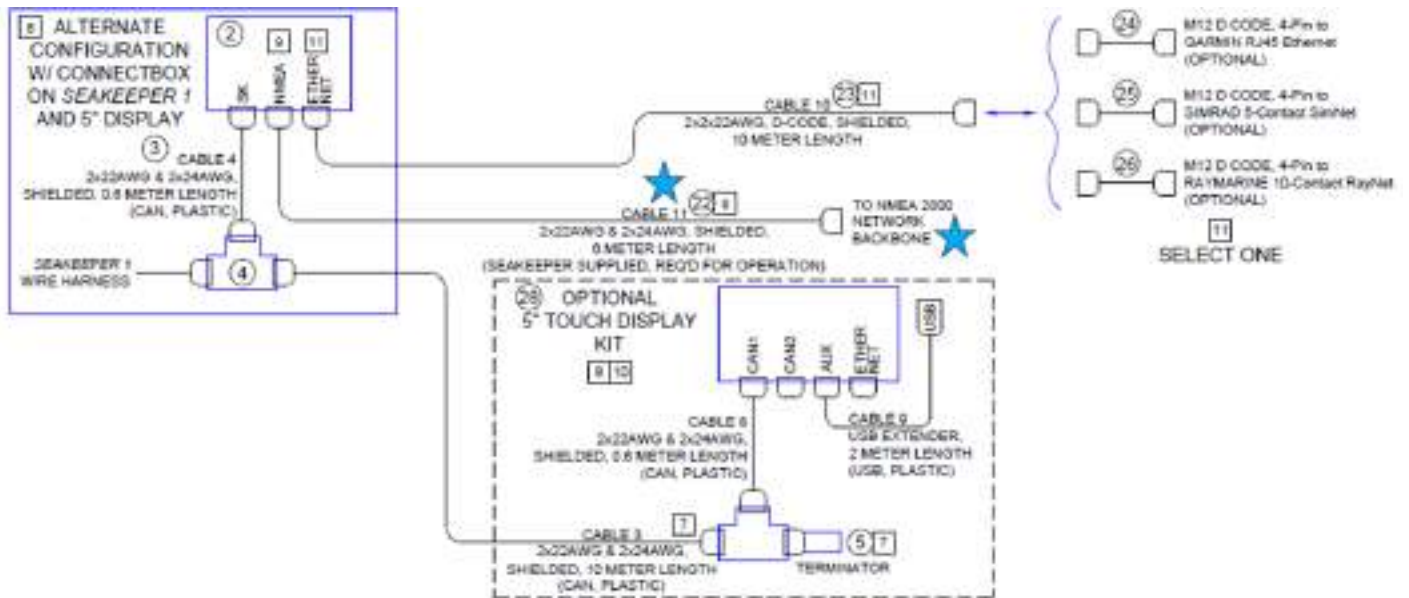 8 ALTERNATE
CONFIGURATION
W/ CONNECTBOX
ON SEAKEEPER 1
AND 5" DISPLAY
2
9
11
SK
NMEA
ETHER
NET
3
CABLE 4
2x22AWG & 2x24AWG,
SHIELDED, 0.6 METER LENGTH
(CAN, PLASTIC)
SEAKEEPER 1
WIRE HARNESS
4
CABLE 10 23 11
2x2x22AWG, D-CODE, SHIELDED,
10 METER LENGTH
CABLE 11 22
2x22AWG & 2x24AWG, SHIELDED,
6 METER LENGTH
(SEAKEEPER SUPPLIED, REQ'D FOR OPERATION)
TO NMEA 2000
NETWORK
BACKBONE
24
M12 D CODE, 4-Pin to
GARMIN RJ45 Ethernet
(OPTIONAL)
25
M12 D CODE, 4-Pin to
SIMRAD 5-Contact SimNet
(OPTIONAL)
26
M12 D CODE, 4-Pin to
RAYMARINE 10-Contact RayNet
(OPTIONAL)
11
SELECT ONE
28 OPTIONAL
5" TOUCH DISPLAY
KIT
10
CAN1
CAN2
AUX
ETHER
NET
USB
CABLE 6
2x22AWG & 2x24AWG,
SHIELDED, 0.6 METER LENGTH
(CAN, PLASTIC)
CABLE 9
USB EXTENDER,
2 METER LENGTH
(USB, PLASTIC)
7
CABLE 3
2x22AWG & 2x24AWG,
SHIELDED, 10 METER LENGTH
(CAN, PLASTIC)
5 7
TERMINATOR